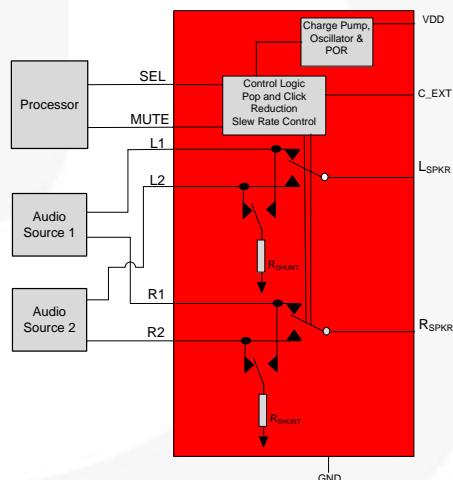 Charge Pump,
Oscillator &
POR
VDD
Processor
SEL
MUTE
Control Logic
Pop and Click
Reduction
Slew Rate Control
C_EXT
L1
L2
LSPKR
Audio
Source 1
RSHUNT
R1
Audio
Source 2
R2
RSPKR
RSHUNT
GND